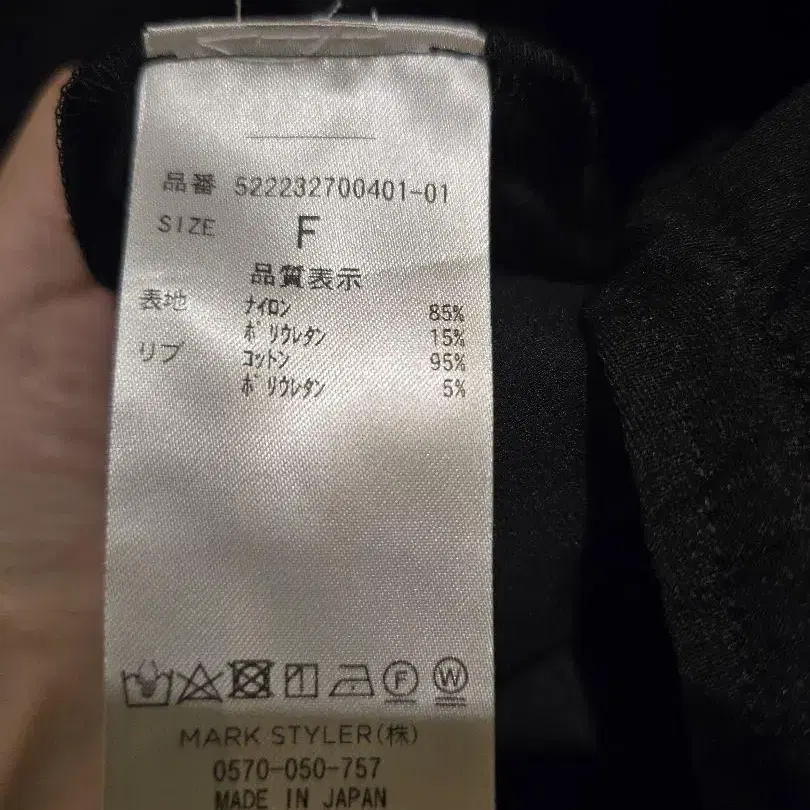 品番 522232700401-01
SIZE F
品質表示
表地 ナイロン 85%
ポリウレタン 15%
リブ コットン 95%
ポリウレタン 5%
F W
MARK STYLER(株)
0570-050-757
MADE IN JAPAN